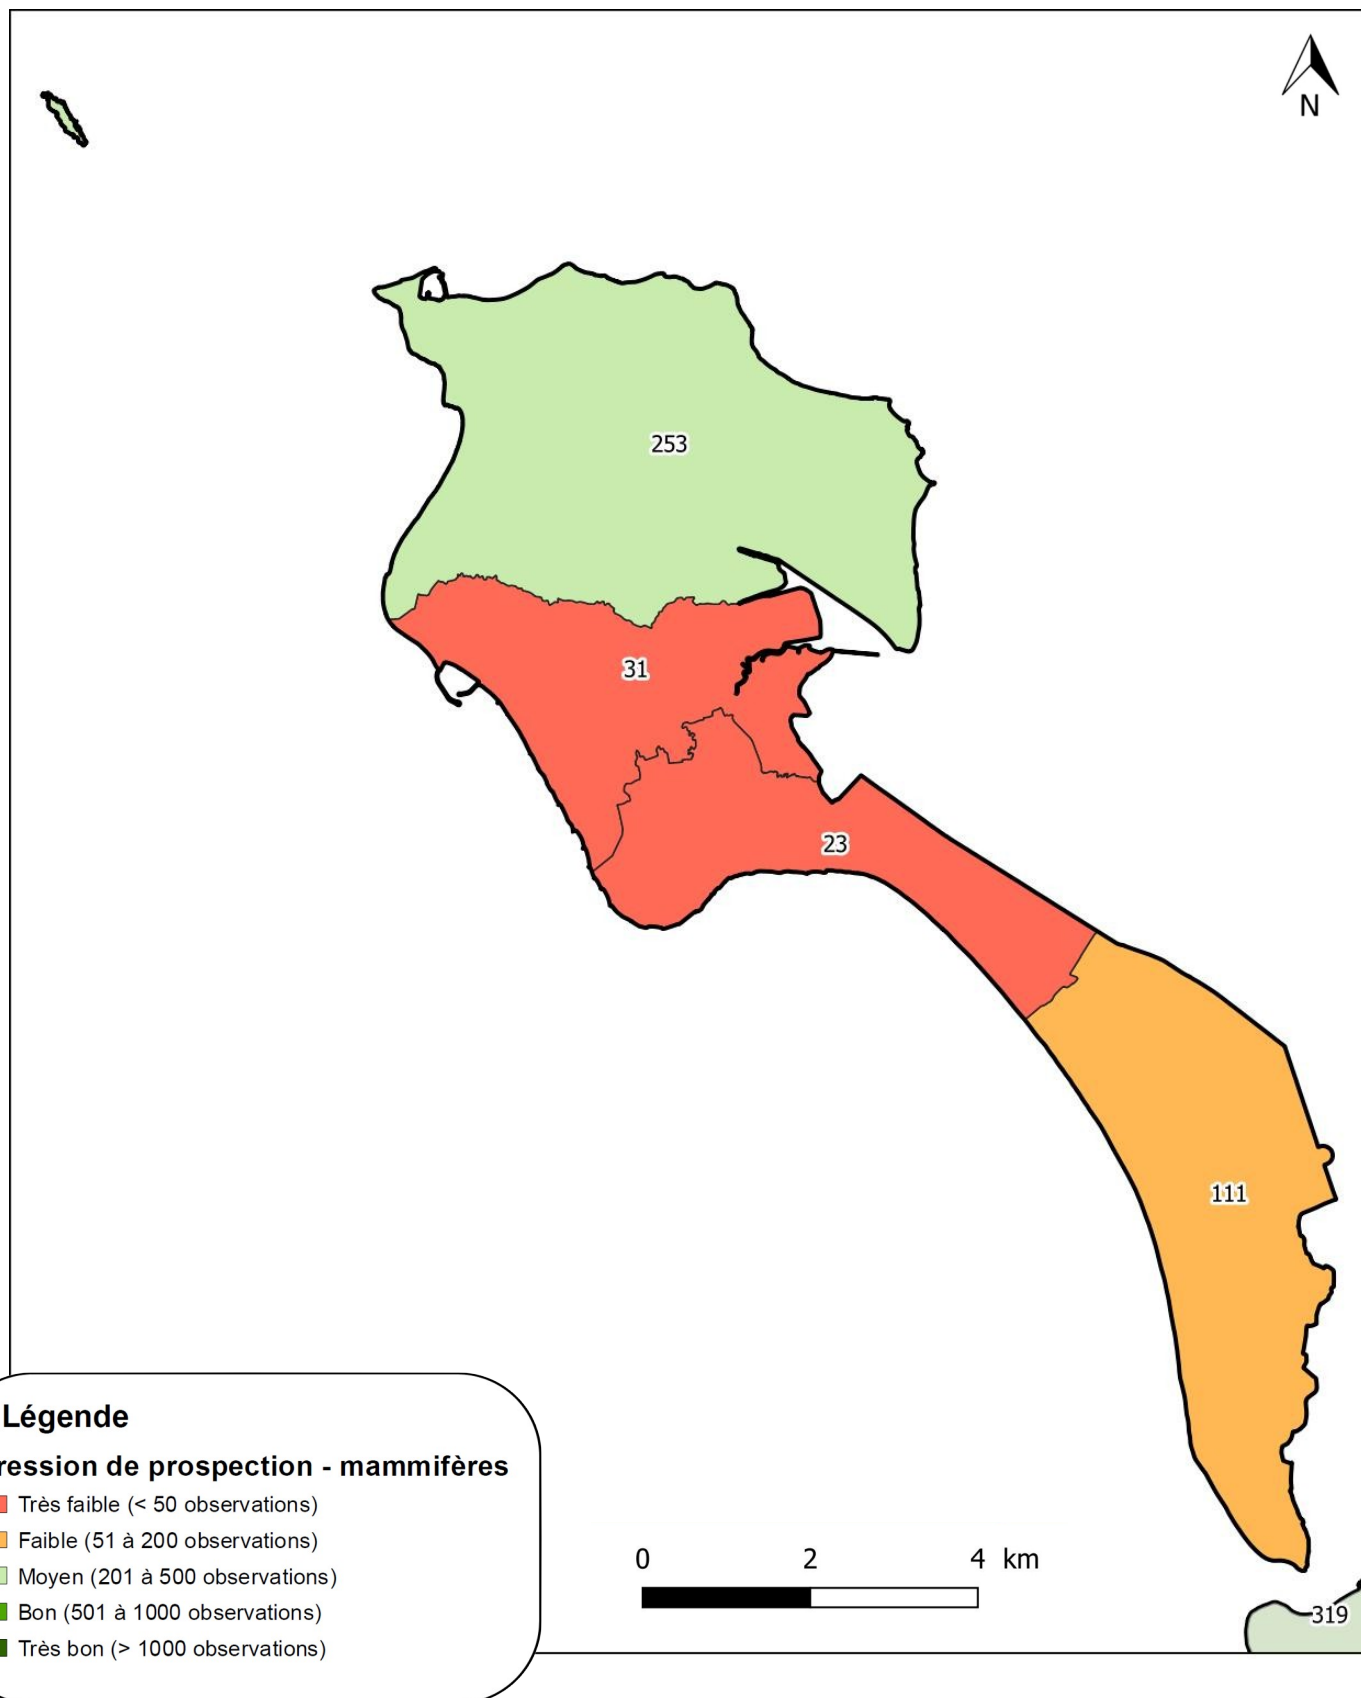 N
253
31
23
111
Légende
ression de prospection - mammifères
Très faible (< 50 observations)
Faible (51 à 200 observations)
Moyen (201 à 500 observations)
Bon (501 à 1000 observations)
Très bon (> 1000 observations)
0 2 4 km
319